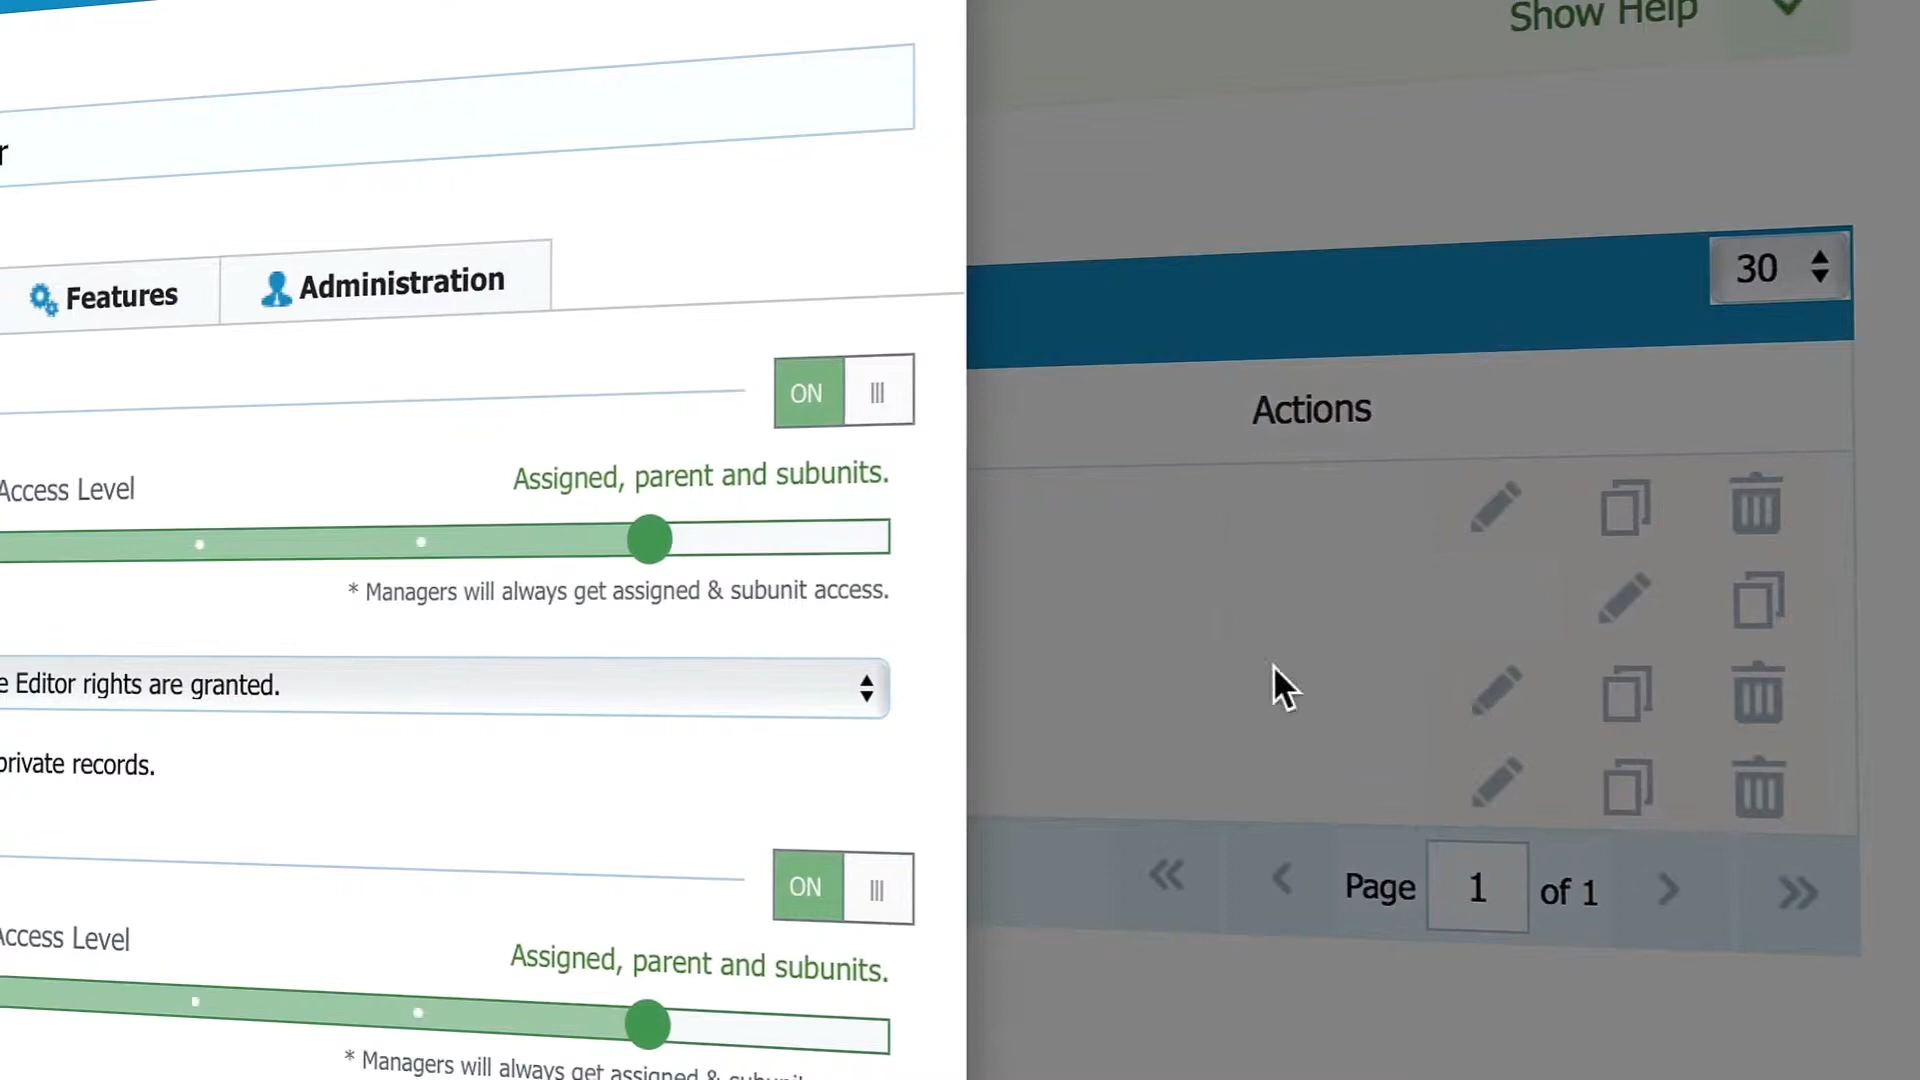 Show Help
r
Features
Administration
30
ON
Actions
Access Level
Assigned, parent and subunits.
* Managers will always get assigned & subunit access.
Editor rights are granted.
private records.
ON
Page 1 of 1
Access Level
Assigned, parent and subunits.
* Managers will always get assigned &